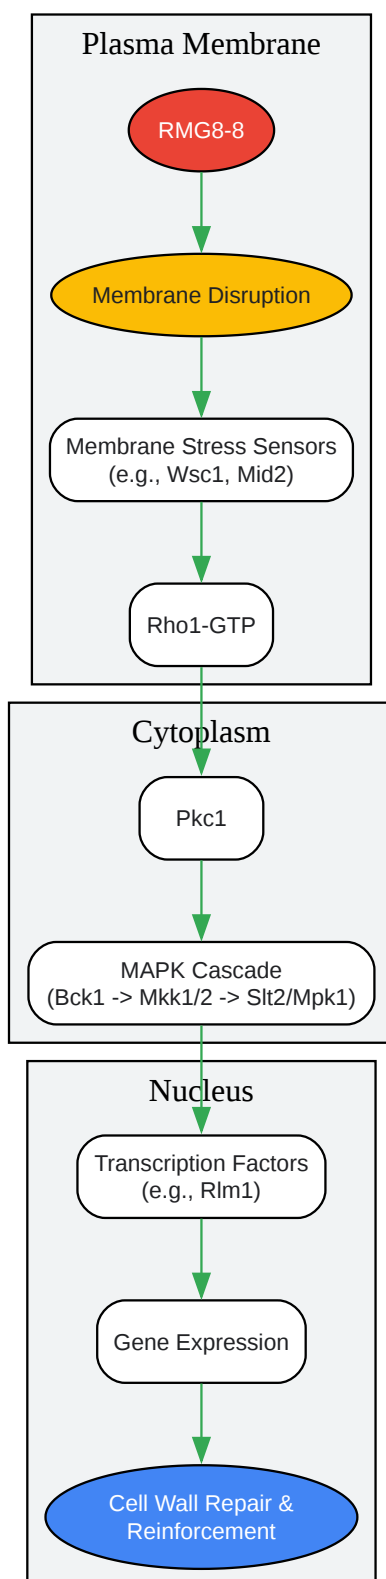 Plasma Membrane
RMG8-8
Membrane Disruption
Membrane Stress Sensors
(e.g., Wsc1, Mid2)
Rho1-GTP
Cytoplasm
Pkc1
MAPK Cascade
(Bck1 -> Mkk1/2 -> Slt2/Mpk1)
Nucleus
Transcription Factors
(e.g., Rlm1)
Gene Expression
Cell Wall Repair &
Reinforcement